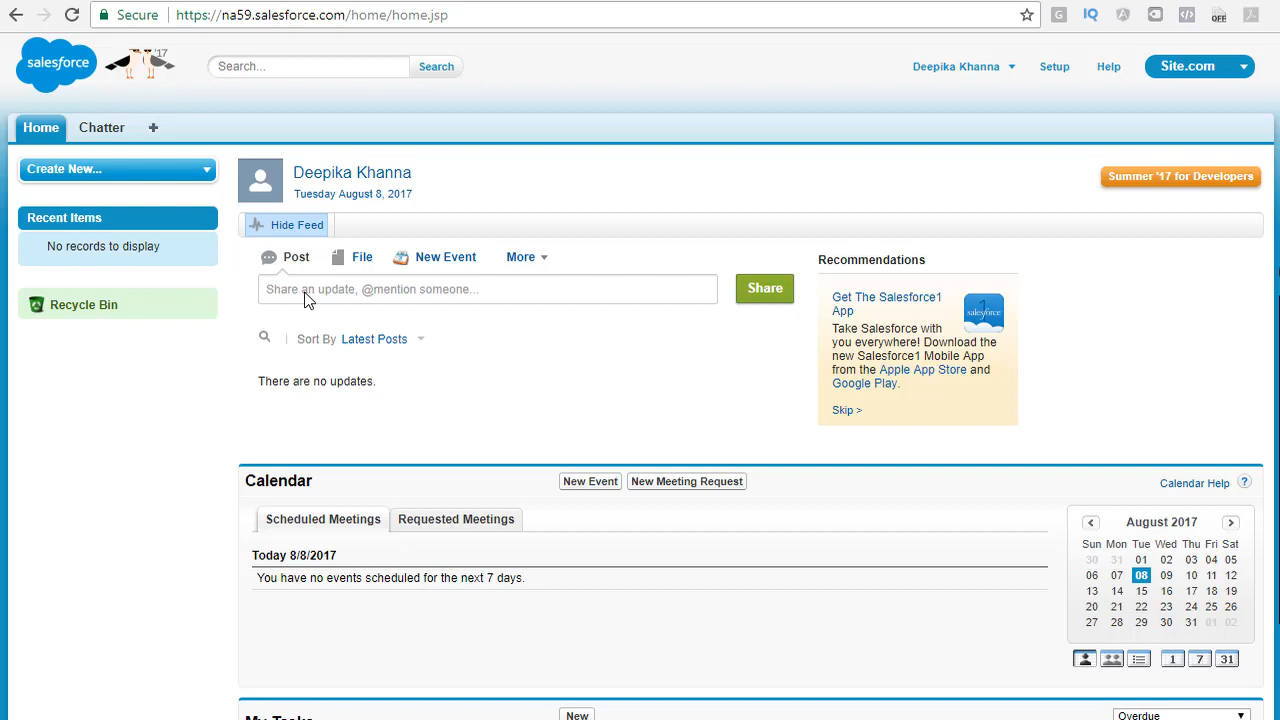 Secure https://na59.salesforce.com/home/home.jsp
G IQ A OFF
salesforce '17 Search... Search Deepika Khanna Setup Help Site.com
Home Chatter +
Create New...
Recent Items
No records to display
Recycle Bin
Deepika Khanna
Tuesday August 8, 2017
Summer '17 for Developers
Hide Feed
Post File New Event More
Share an update, @mention someone...
Share
Sort By Latest Posts
There are no updates.
Recommendations
Get The Salesforce1
App
salesforce
1
Take Salesforce with
you everywhere! Download the
new Salesforce1 Mobile App
from the Apple App Store and
Google Play.
Skip >
Calendar New Event New Meeting Request Calendar Help ?
Scheduled Meetings Requested Meetings
Today 8/8/2017
You have no events scheduled for the next 7 days.
August 2017
Sun Mon Tue Wed Thu Fri Sat
30 31 01 02 03 04 05
06 07 08 09 10 11 12
13 14 15 16 17 18 19
20 21 22 23 24 25 26
27 28 29 30 31 01 02
1 7 31
My Tasks New Overdue